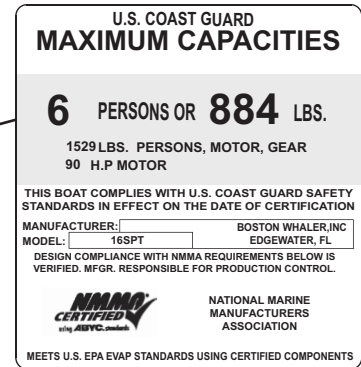 U.S. COAST GUARD
MAXIMUM CAPACITIES
6 PERSONS OR 884 LBS.
1529 LBS. PERSONS, MOTOR, GEAR
90 H.P MOTOR
THIS BOAT COMPLIES WITH U.S. COAST GUARD SAFETY
STANDARDS IN EFFECT ON THE DATE OF CERTIFICATION
MANUFACTURER: BOSTON WHALER,INC
MODEL: 16SPT EDGEWATER, FL
DESIGN COMPLIANCE WITH NMMA REQUIREMENTS BELOW IS
VERIFIED. MFGR. RESPONSIBLE FOR PRODUCTION CONTROL.
NMMA
CERTIFIED
using ABYC. standards
NATIONAL MARINE
MANUFACTURERS
ASSOCIATION
MEETS U.S. EPA EVAP STANDARDS USING CERTIFIED COMPONENTS